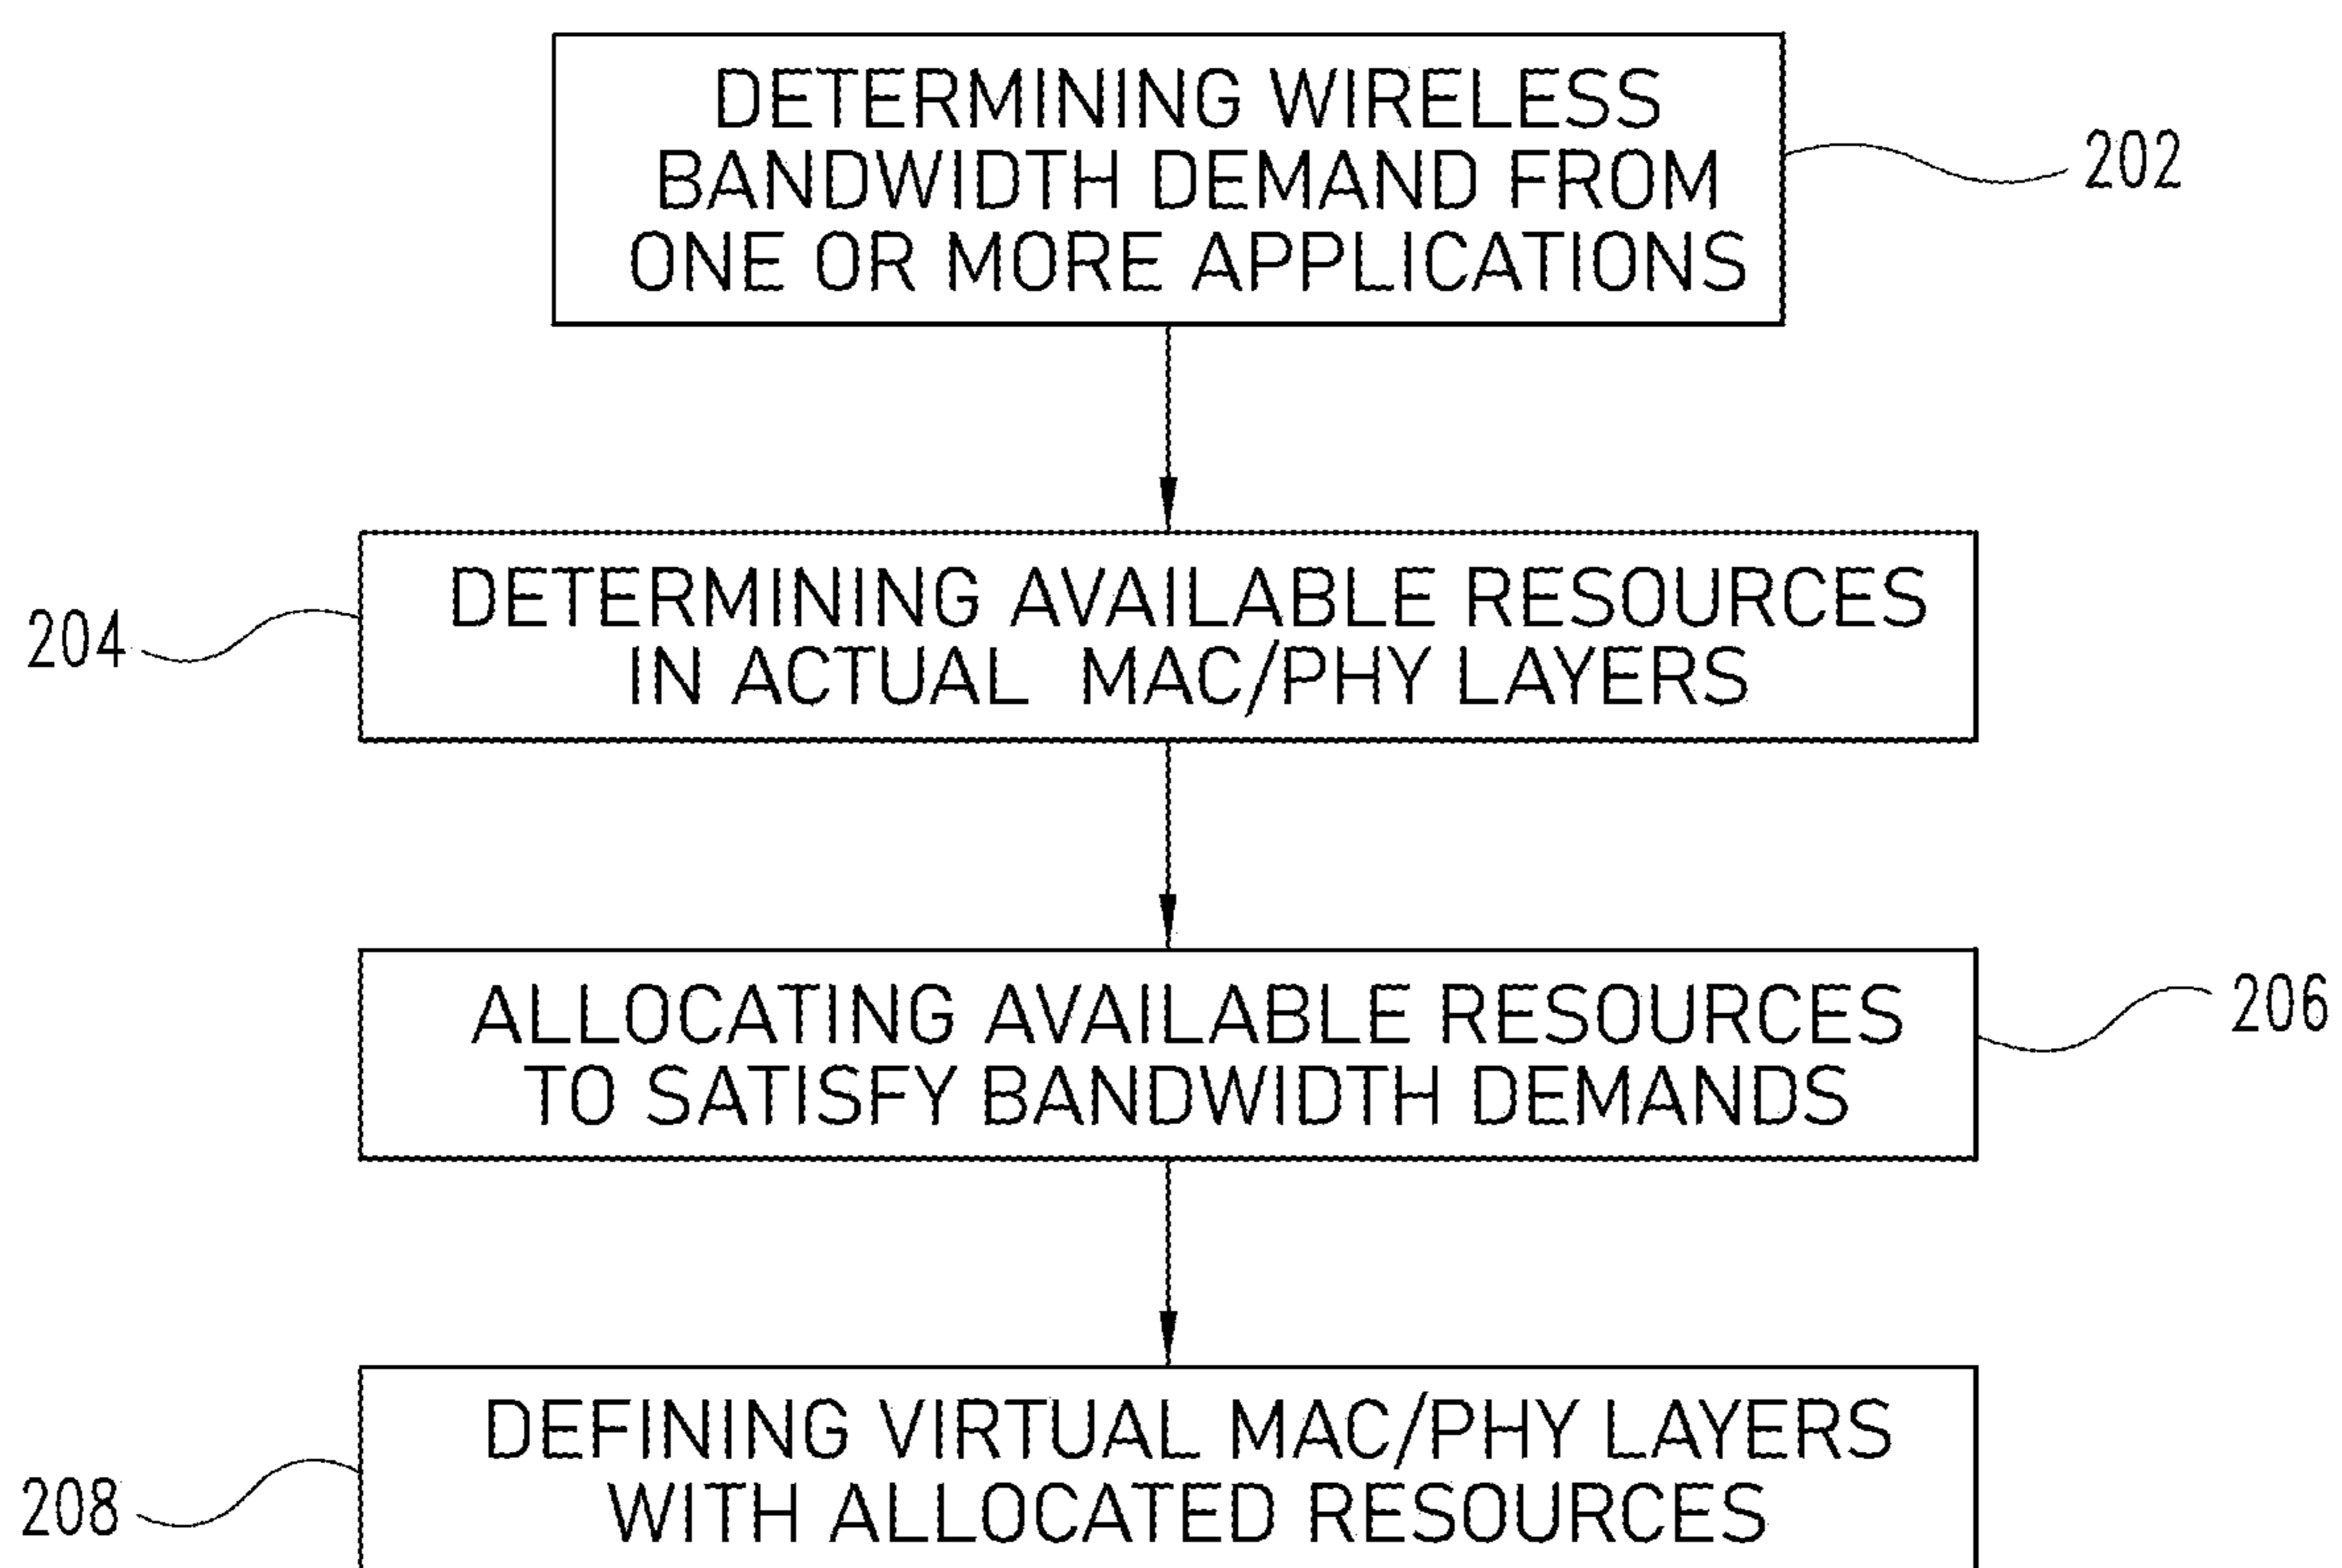 DETERMINING WIRELESS
BANDWIDTH DEMAND FROM
ONE OR MORE APPLICATIONS
202
DETERMINING AVAILABLE RESOURCES
IN ACTUAL MAC/PHY LAYERS
204
ALLOCATING AVAILABLE RESOURCES
TO SATISFY BANDWIDTH DEMANDS
206
DEFINING VIRTUAL MAC/PHY LAYERS
WITH ALLOCATED RESOURCES
208